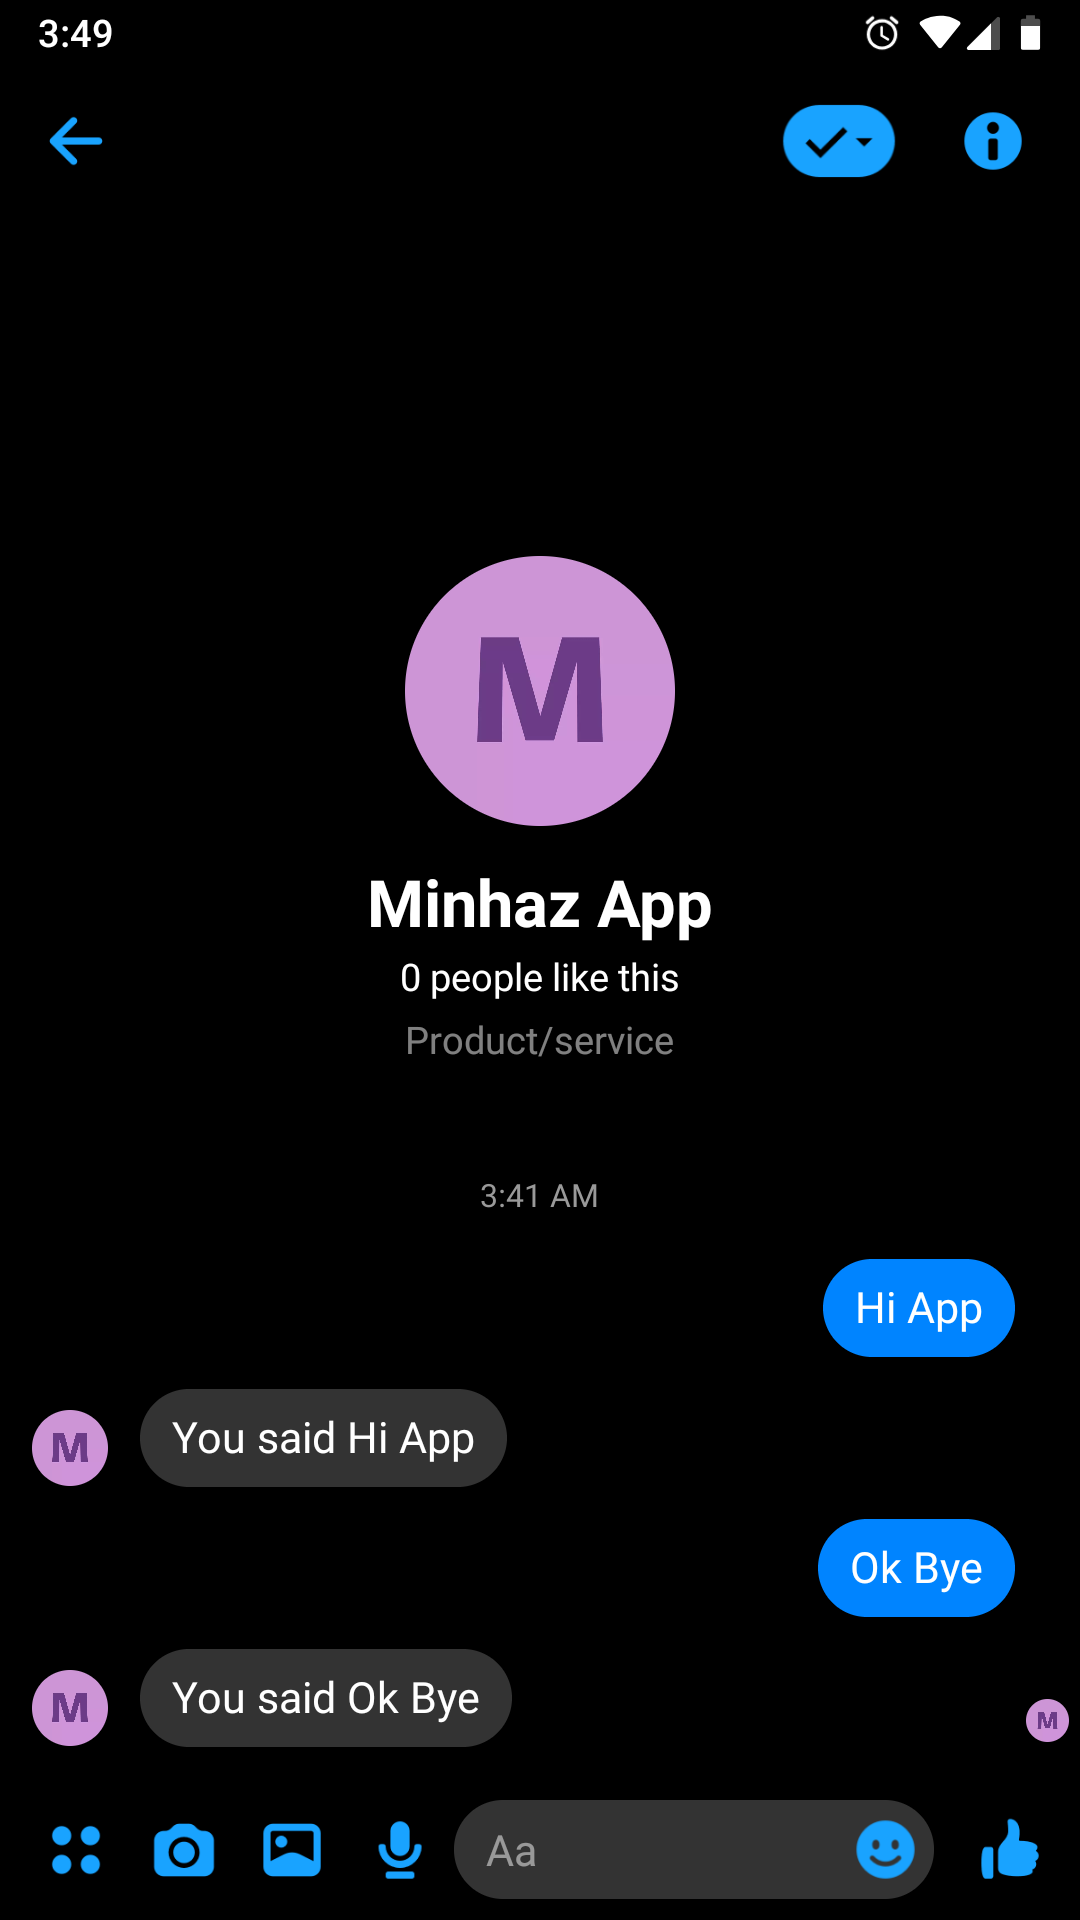 3:49
M
Minhaz App
0 people like this
Product/service
3:41 AM
Hi App
M
You said Hi App
Ok Bye
M
You said Ok Bye
M
Aa